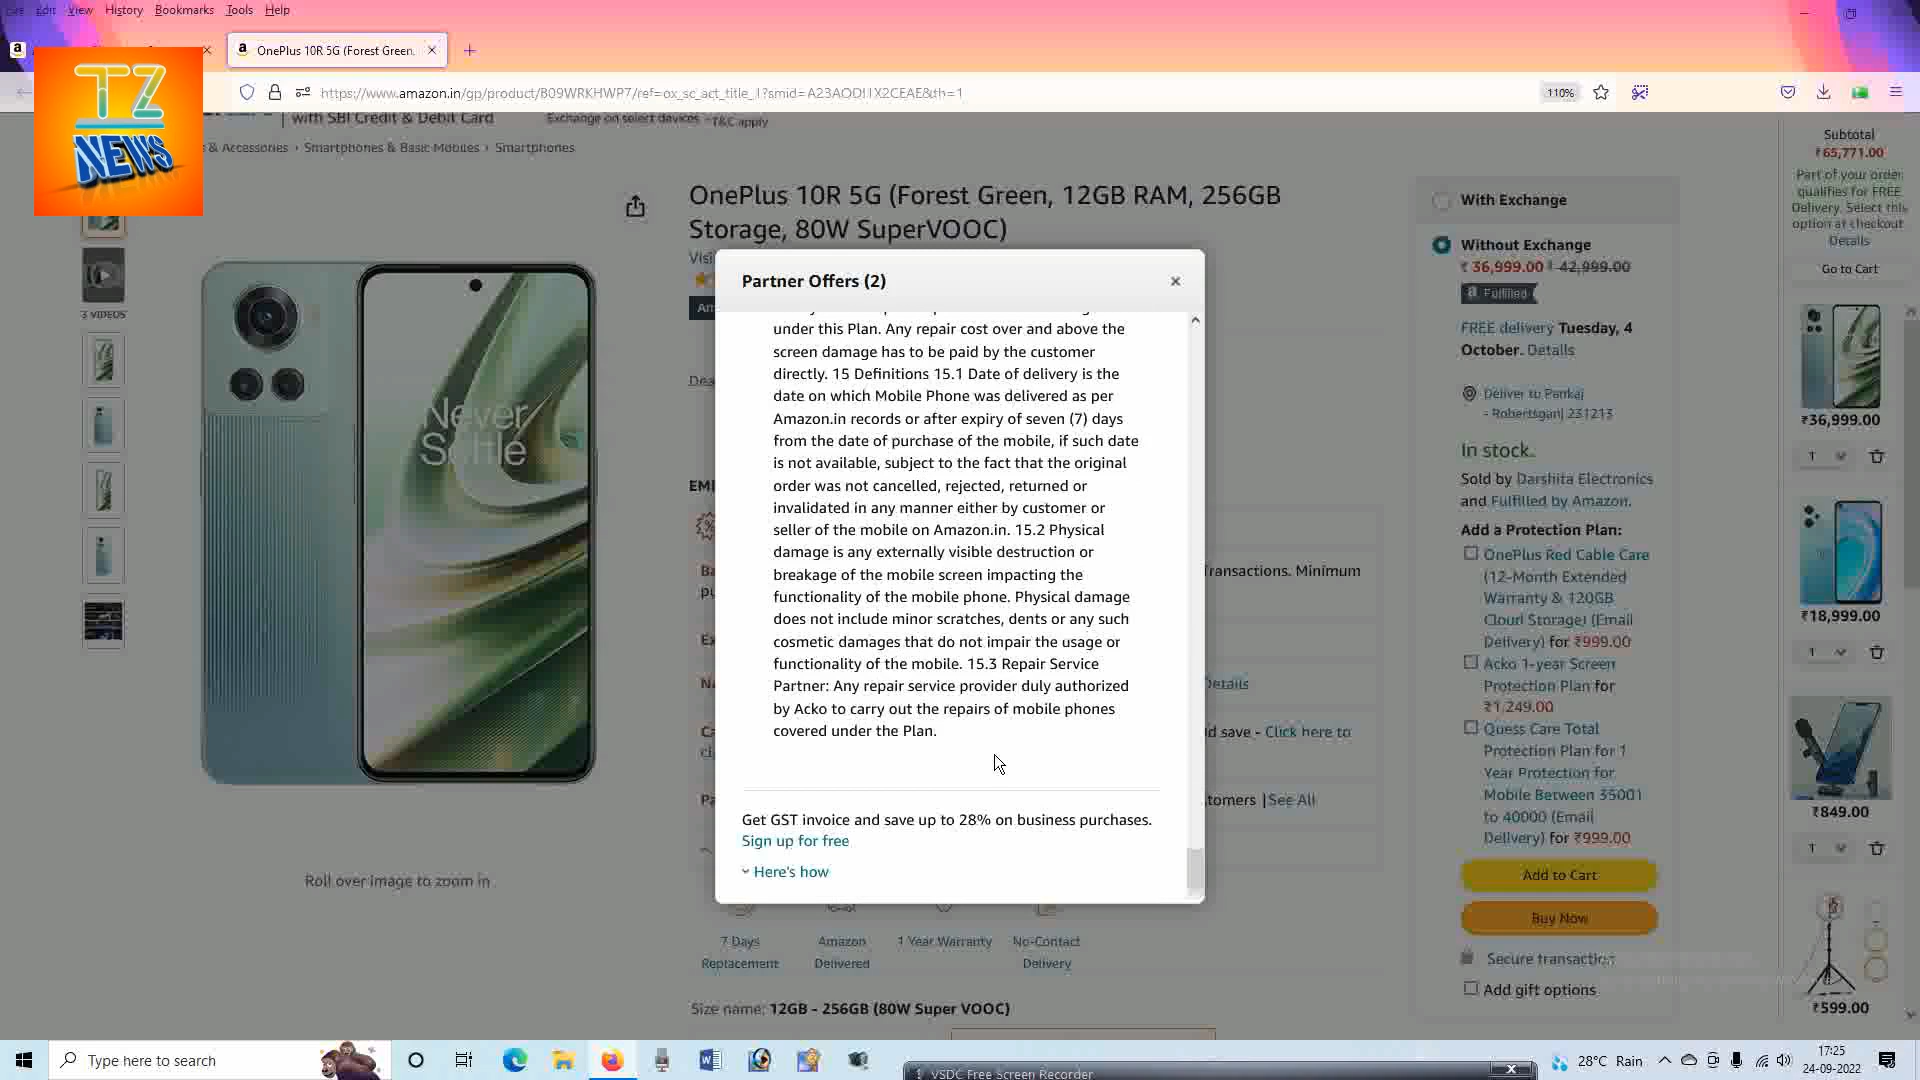 File Edit View History Bookmarks Tools Help
OnePlus 10R 5G (Forest Green,
https://www.amazon.in/gp/product/B09WRKHWP7/ref=ox_sc_act_title_1?smid=A23AODI1X2CEAE&th=1
110%
TZ
NEWS
with SBI Credit & Debit Card
Exchange on select devices *T&C apply
& Accessories › Smartphones & Basic Mobiles › Smartphones
3 VIDEOS
Never
Settle
Roll over image to zoom in
OnePlus 10R 5G (Forest Green, 12GB RAM, 256GB
Storage, 80W SuperVOOC)
Partner Offers (2)
under this Plan. Any repair cost over and above the
screen damage has to be paid by the customer
directly. 15 Definitions 15.1 Date of delivery is the
date on which Mobile Phone was delivered as per
Amazon.in records or after expiry of seven (7) days
from the date of purchase of the mobile, if such date
is not available, subject to the fact that the original
order was not cancelled, rejected, returned or
invalidated in any manner either by customer or
seller of the mobile on Amazon.in. 15.2 Physical
damage is any externally visible destruction or
breakage of the mobile screen impacting the
functionality of the mobile phone. Physical damage
does not include minor scratches, dents or any such
cosmetic damages that do not impair the usage or
functionality of the mobile. 15.3 Repair Service
Partner: Any repair service provider duly authorized
by Acko to carry out the repairs of mobile phones
covered under the Plan.
Get GST invoice and save up to 28% on business purchases.
Sign up for free
Here's how
EMI
Transactions. Minimum
Details
save - Click here to
|See All
7 Days
Replacement
Amazon
Delivered
1 Year Warranty
No-Contact
Delivery
Size name: 12GB - 256GB (80W Super VOOC)
With Exchange
Without Exchange
₹ 36,999.00 ₹ 42,999.00
Fulfilled
FREE delivery Tuesday, 4
October. Details
Deliver to Pankaj
- Robertsganj 231213
In stock.
Sold by Darshita Electronics
and Fulfilled by Amazon.
Add a Protection Plan:
OnePlus Red Cable Care
(12-Month Extended
Warranty & 120GB
Cloud Storage) (Email
Delivery) for ₹999.00
Acko 1-year Screen
Protection Plan for
₹1,249.00
Quess Care Total
Protection Plan for 1
Year Protection for
Mobile Between 35001
to 40000 (Email
Delivery) for ₹999.00
Add to Cart
Buy Now
Secure transaction
Add gift options
Subtotal
₹65,771.00
Part of your order
qualifies for FREE
Delivery. Select this
option at checkout.
Details
Go to Cart
₹36,999.00
1
₹18,999.00
1
₹849.00
1
₹599.00
Type here to search
VSDC Free Screen Recorder
28°C Rain
17:25
24-09-2022